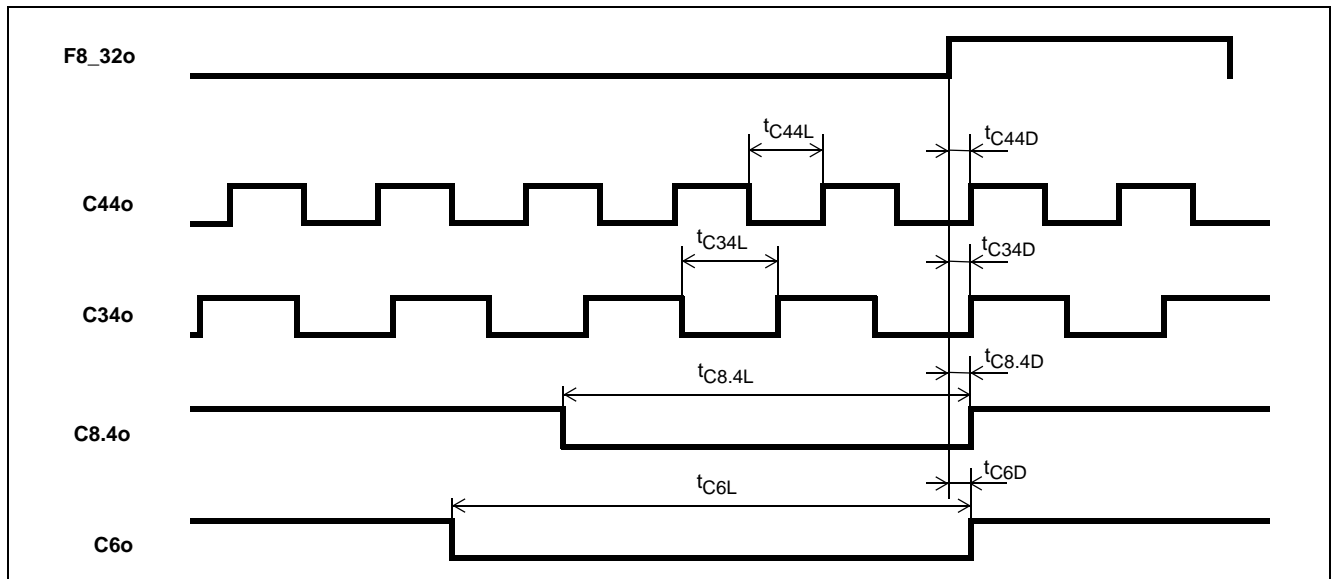 F8_32o
tC44L
tC44D
C44o
tC34L
tC34D
C34o
tC8.4L
tC8.4D
C8.4o
tC6L
tC6D
C6o